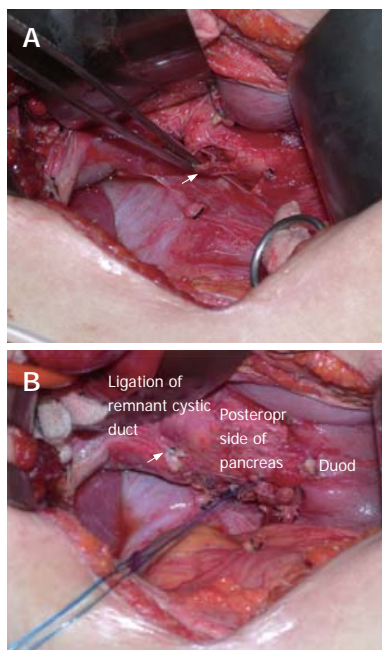 A
B
Ligation of
remnant cystic
duct
Posteropr
side of
pancreas
Duod